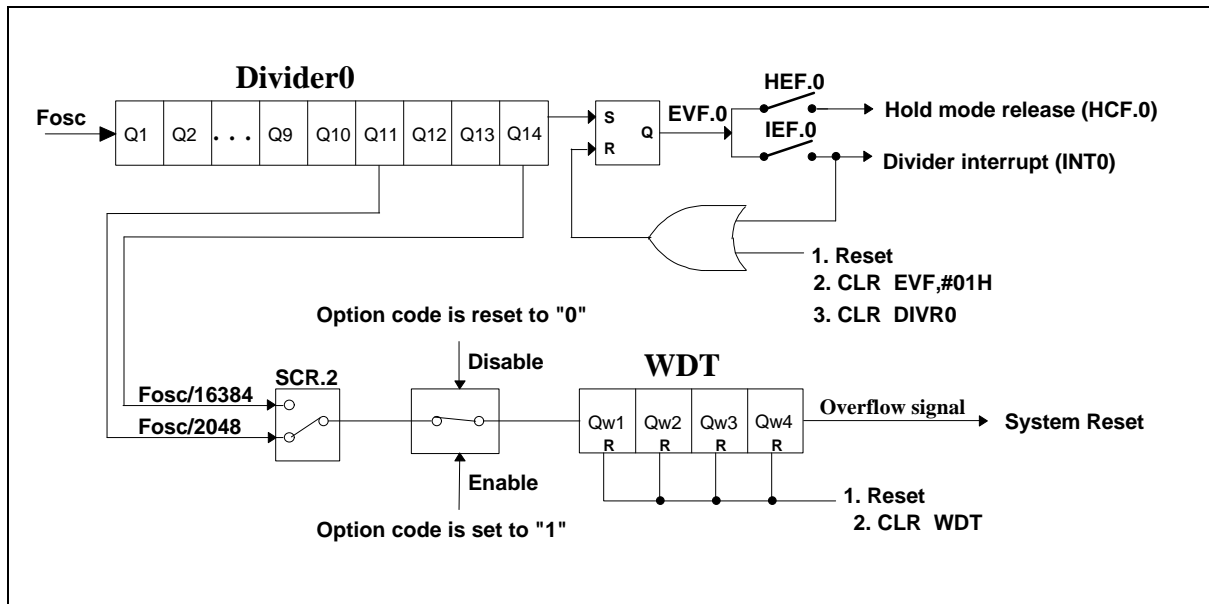 Divider0
Fosc
Q1 Q2 . . . Q9 Q10 Q11 Q12 Q13 Q14
S
R
Q
EVF.0
HEF.0
IEF.0
Hold mode release (HCF.0)
Divider interrupt (INT0)
1. Reset
2. CLR EVF,#01H
3. CLR DIVR0
Option code is reset to "0"
Disable
SCR.2
Fosc/16384
Fosc/2048
Enable
Option code is set to "1"
WDT
Qw1 Qw2 Qw3 Qw4
R R R R
Overflow signal
System Reset
1. Reset
2. CLR WDT